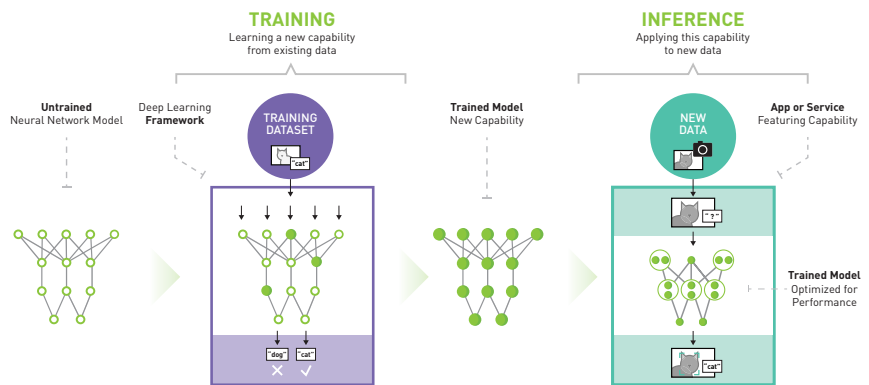 TRAINING
Learning a new capability
from existing data
INFERENCE
Applying this capability
to new data
Untrained
Neural Network Model
Deep Learning
Framework
TRAINING
DATASET
"cat"
Trained Model
New Capability
NEW
DATA
App or Service
Featuring Capability
"?"
Trained Model
Optimized for
Performance
"dog"
"cat"
"cat"